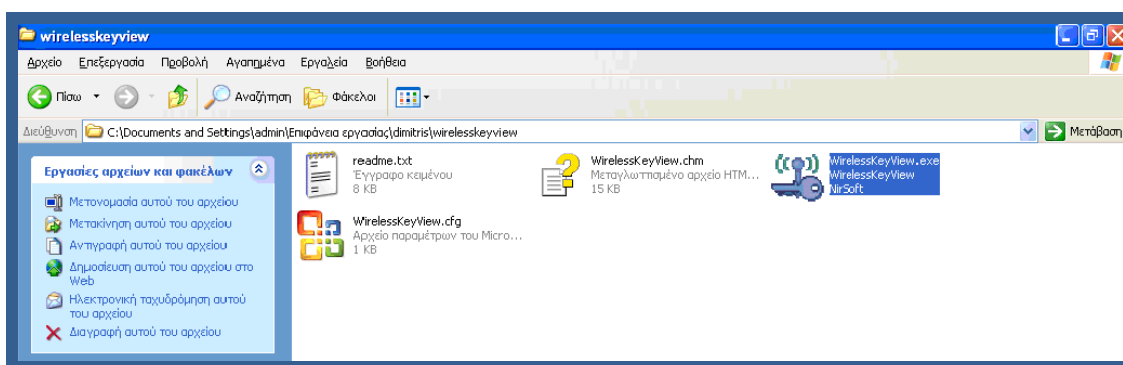 wirelesskeyview
Αρχείο Επεξεργασία Προβολή Αγαπημένα Εργαλεία Βοήθεια
Πίσω Αναζήτηση Φάκελοι
Διεύθυνση C:\Documents and Settings\admin\Επιφάνεια εργασίας\dimitris\wirelesskeyview Μετάβαση
Εργασίες αρχείων και φακέλων
Μετονομασία αυτού του αρχείου
Μετακίνηση αυτού του αρχείου
Αντιγραφή αυτού του αρχείου
Δημοσίευση αυτού του αρχείου στο
Web
Ηλεκτρονική ταχυδρόμηση αυτού
του αρχείου
Διαγραφή αυτού του αρχείου
readme.txt
Έγγραφο κειμένου
8 KB
WirelessKeyView.chm
Μεταγλωττισμένο αρχείο HTM...
15 KB
WirelessKeyView.exe
WirelessKeyView
NirSoft
WirelessKeyView.cfg
Αρχείο παραμέτρων του Micro...
1 KB